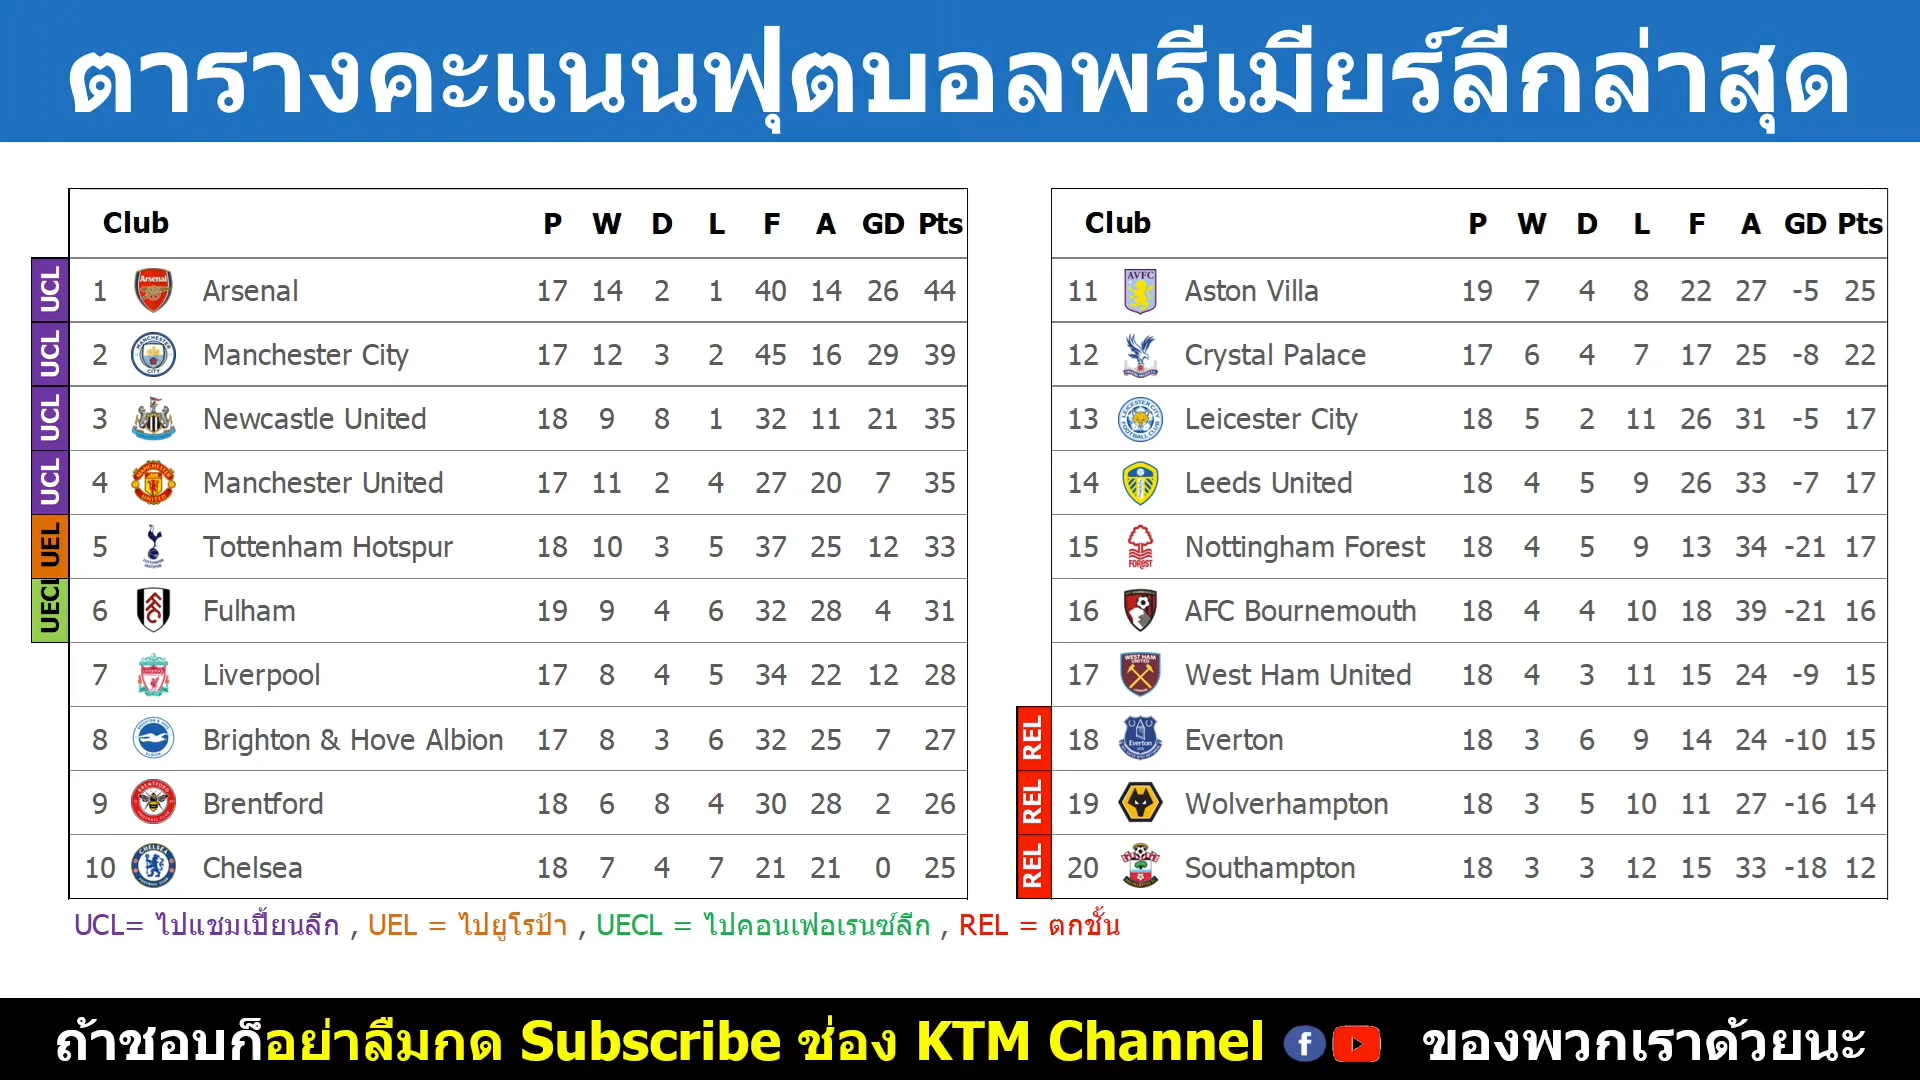 ตารางคะแนนฟุตบอลพรีเมียร์ลีกล่าสุด
Club P W D L F A GD Pts
UCL 1 Arsenal 17 14 2 1 40 14 26 44
UCL 2 Manchester City 17 12 3 2 45 16 29 39
UCL 3 Newcastle United 18 9 8 1 32 11 21 35
UCL 4 Manchester United 17 11 2 4 27 20 7 35
UEL 5 Tottenham Hotspur 18 10 3 5 37 25 12 33
UECL 6 Fulham 19 9 4 6 32 28 4 31
7 Liverpool 17 8 4 5 34 22 12 28
8 Brighton & Hove Albion 17 8 3 6 32 25 7 27
9 Brentford 18 6 8 4 30 28 2 26
10 Chelsea 18 7 4 7 21 21 0 25
Club P W D L F A GD Pts
11 Aston Villa 19 7 4 8 22 27 -5 25
12 Crystal Palace 17 6 4 7 17 25 -8 22
13 Leicester City 18 5 2 11 26 31 -5 17
14 Leeds United 18 4 5 9 26 33 -7 17
15 Nottingham Forest 18 4 5 9 13 34 -21 17
16 AFC Bournemouth 18 4 4 10 18 39 -21 16
17 West Ham United 18 4 3 11 15 24 -9 15
REL 18 Everton 18 3 6 9 14 24 -10 15
REL 19 Wolverhampton 18 3 5 10 11 27 -16 14
REL 20 Southampton 18 3 3 12 15 33 -18 12
UCL= ไปแชมเปี้ยนลีก , UEL = ไปยูโรป้า , UECL = ไปคอนเฟอเรนซ์ลีก , REL = ตกชั้น
ถ้าชอบก็อย่าลืมกด Subscribe ช่อง KTM Channel ของพวกเราด้วยนะ